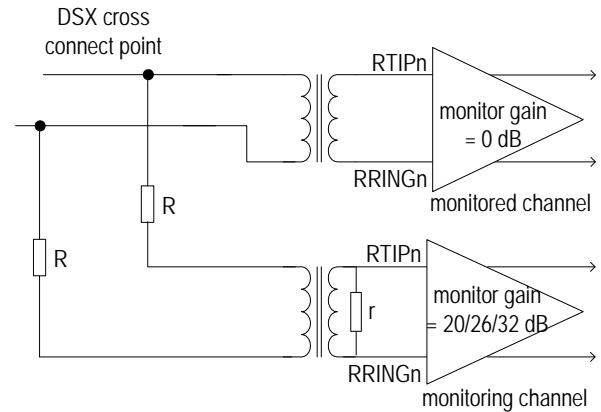 DSX cross
connect point
RTIPn
monitor gain
= 0 dB
RRINGn
monitored channel
R
R
RTIPn
monitor gain
= 20/26/32 dB
r
RRINGn
monitoring channel